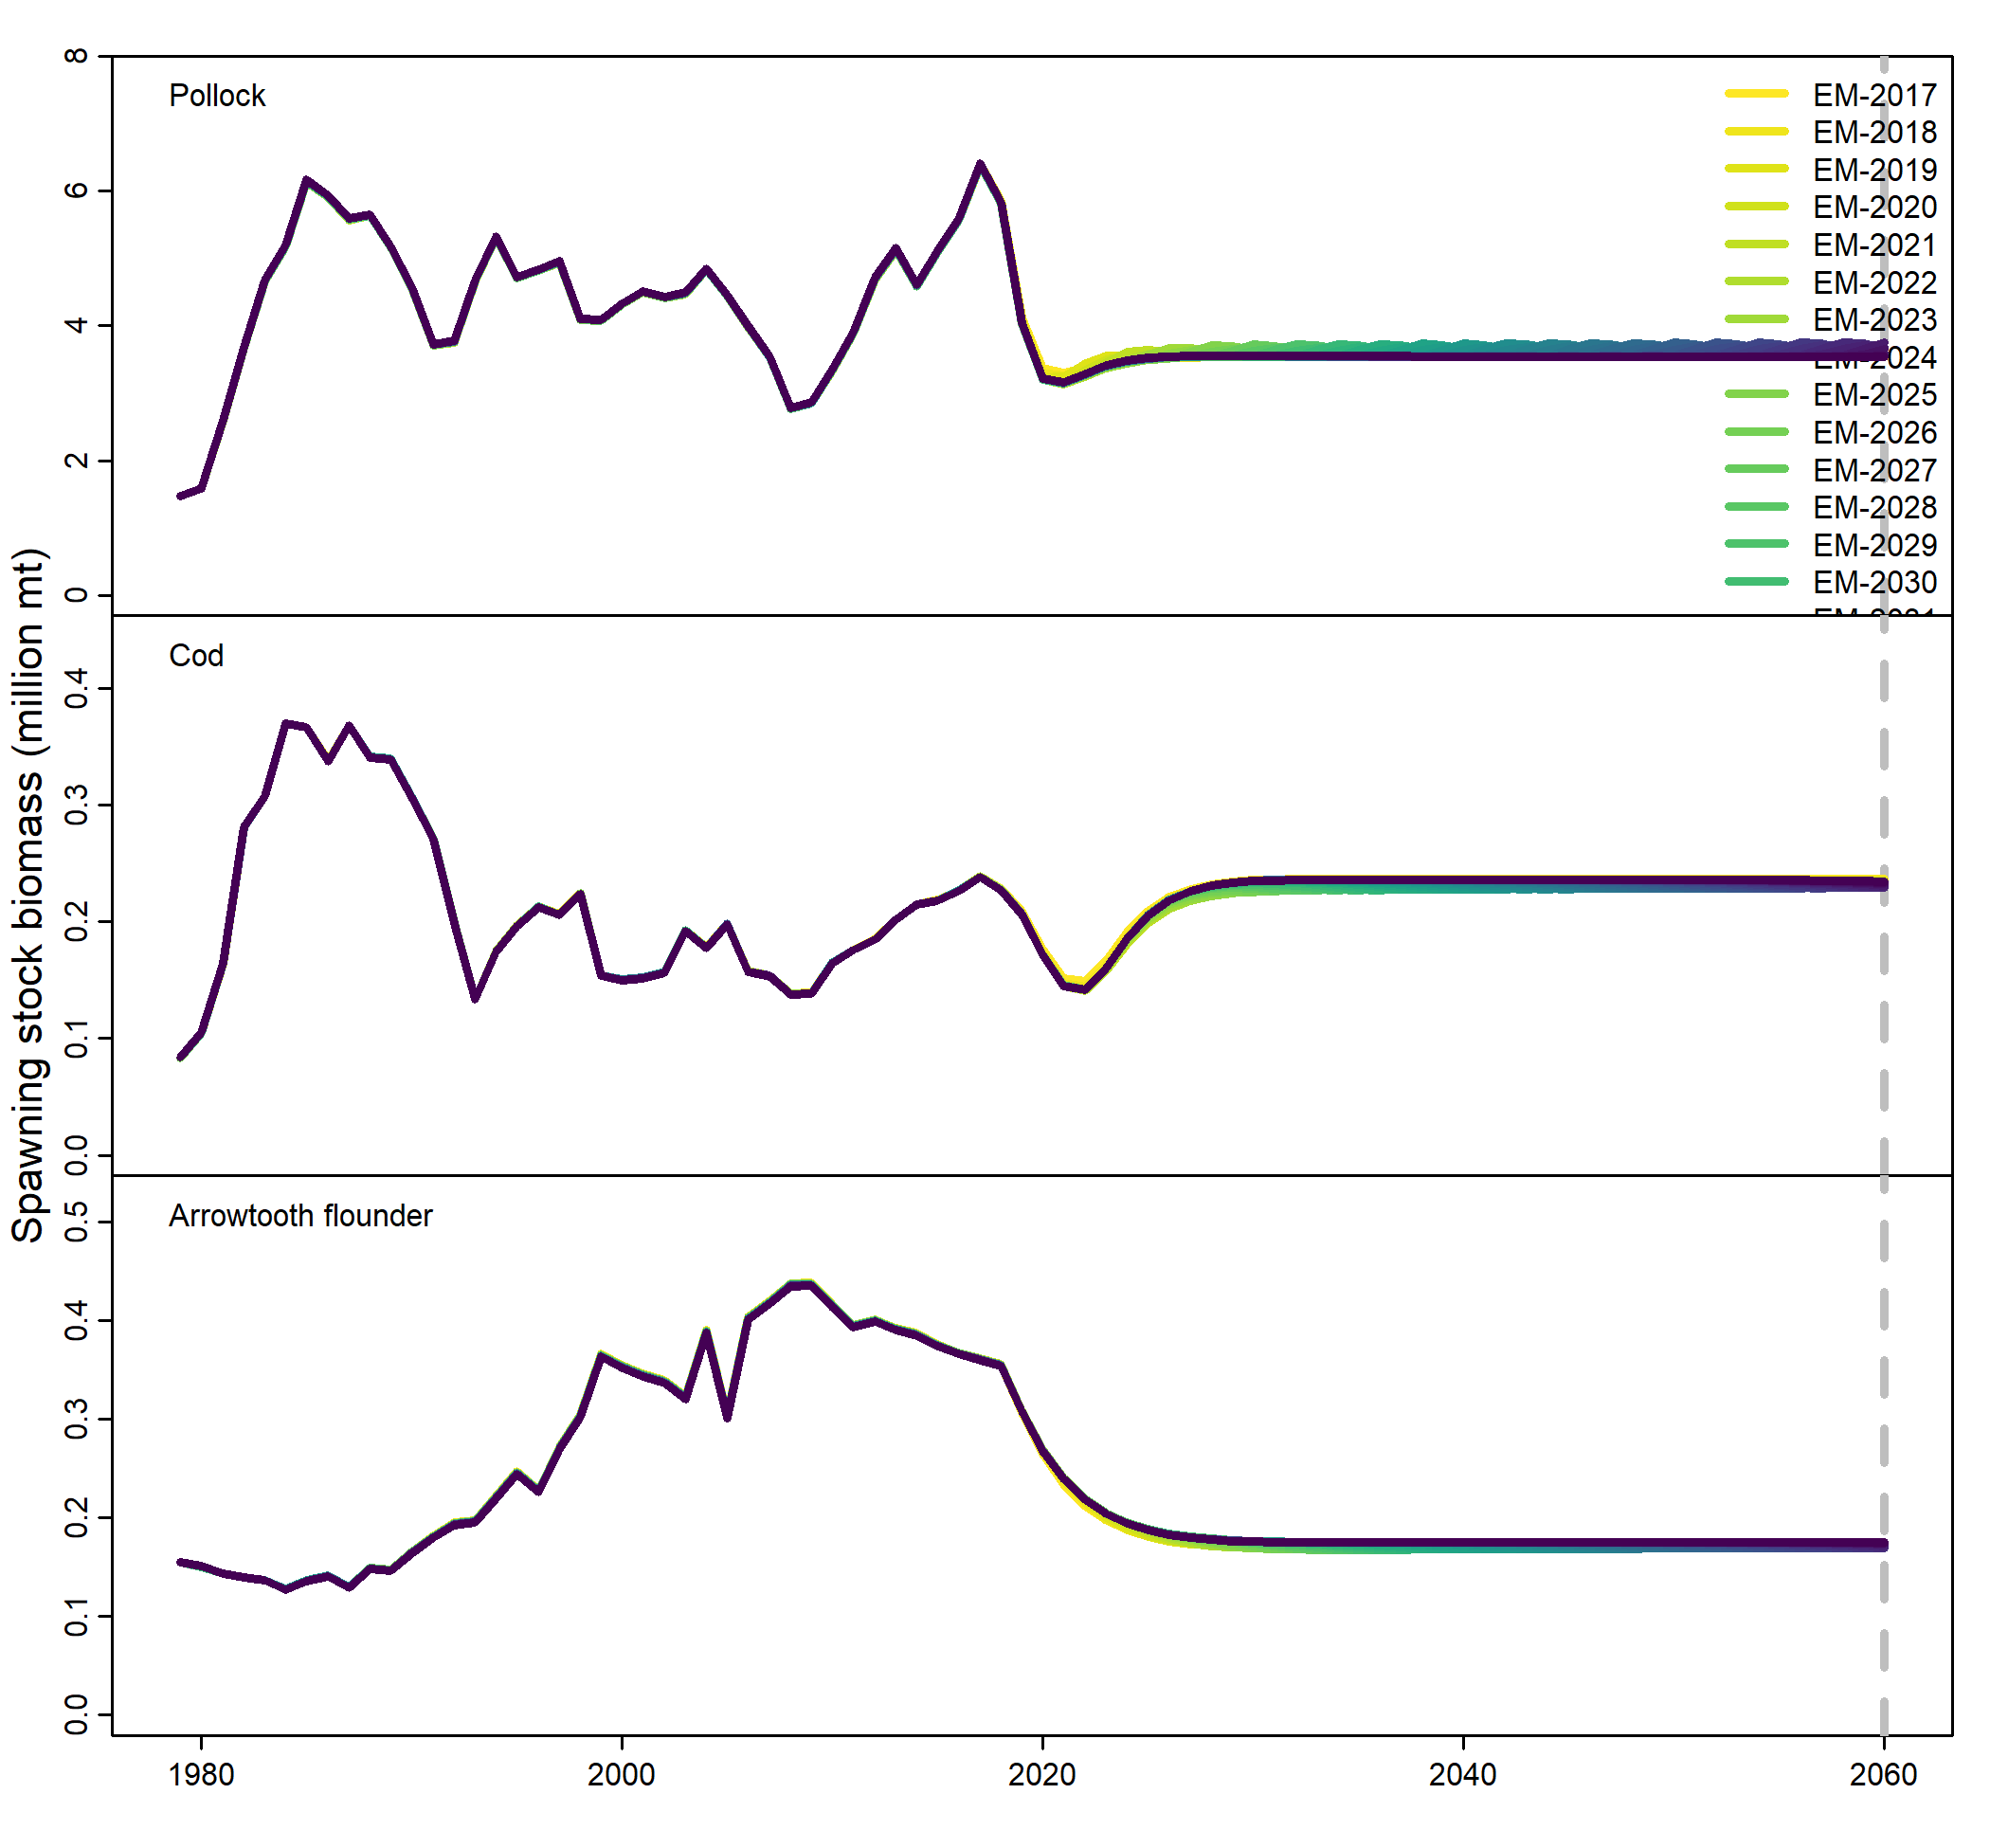 Spawning stock biomass (million mt)
8
6
4
2
0
Pollock
EM-2017
EM-2018
EM-2019
EM-2020
EM-2021
EM-2022
EM-2023
EM-2024
EM-2025
EM-2026
EM-2027
EM-2028
EM-2029
EM-2030
0.4
0.3
0.2
0.1
0.0
Cod
0.5
0.4
0.3
0.2
0.1
0.0
Arrowtooth flounder
1980
2000
2020
2040
2060